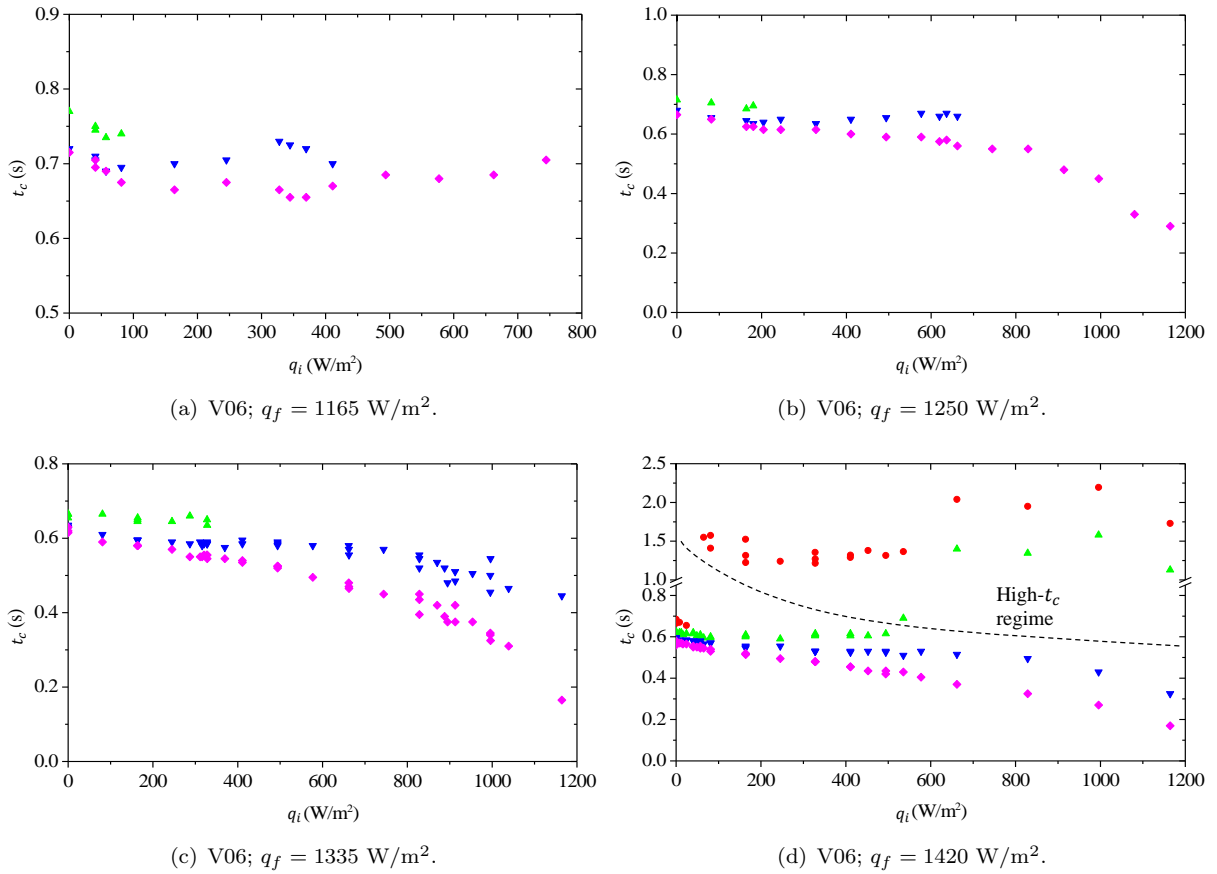 0.9
0.8
0.7
0.6
0.5
t_c (s)
0 100 200 300 400 500 600 700 800
q_i (W/m²)
(a) V06; q_f = 1165 W/m².
1.0
0.8
0.6
0.4
0.2
0.0
t_c (s)
0 200 400 600 800 1000 1200
q_i (W/m²)
(b) V06; q_f = 1250 W/m².
0.8
0.6
0.4
0.2
0.0
t_c (s)
0 200 400 600 800 1000 1200
q_i (W/m²)
(c) V06; q_f = 1335 W/m².
2.5
2.0
1.5
1.0
0.8
0.6
0.4
0.2
0.0
t_c (s)
High-t_c
regime
0 200 400 600 800 1000 1200
q_i (W/m²)
(d) V06; q_f = 1420 W/m².